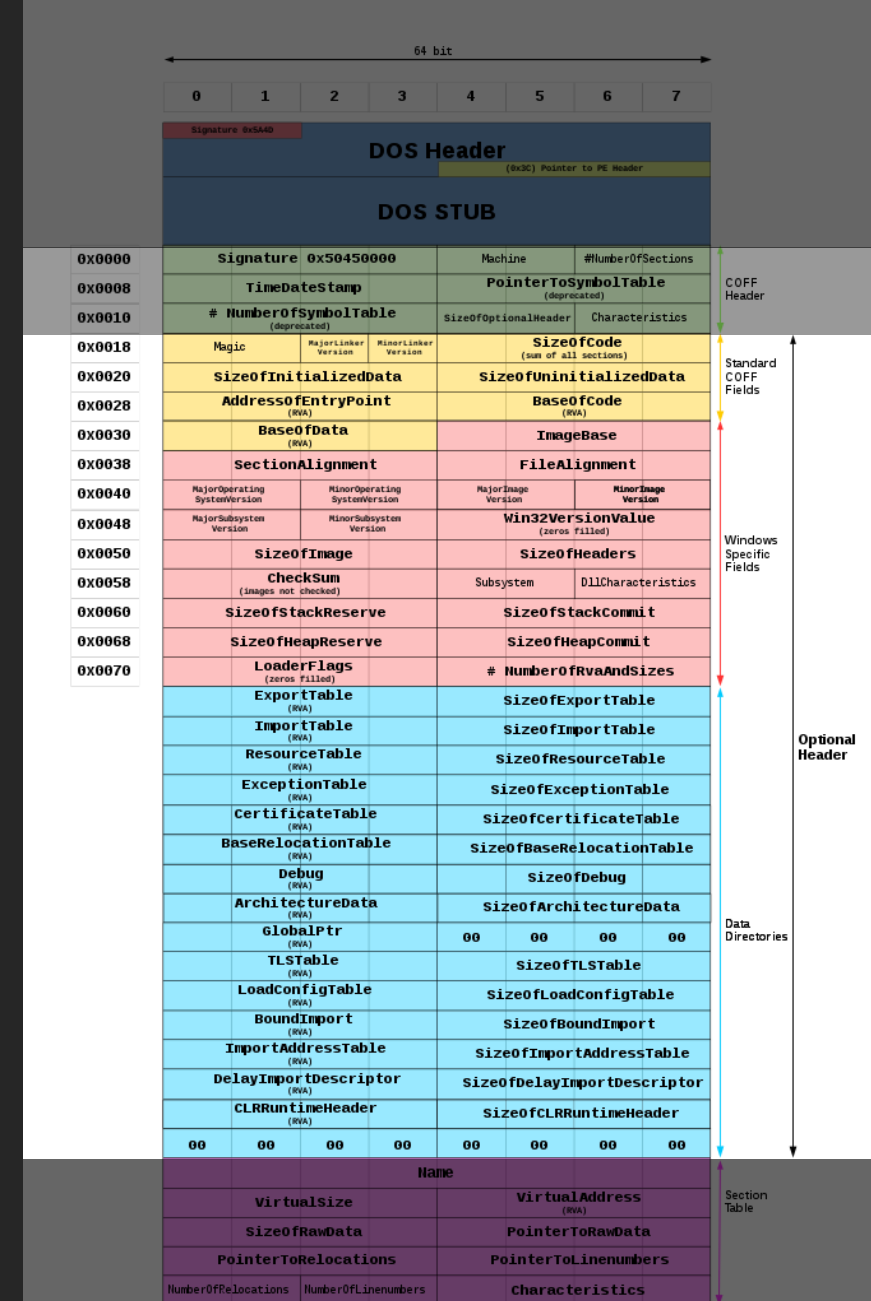 64 bit
0 1 2 3 4 5 6 7
Signature 0x5A4D
DOS Header
(0x3C) Pointer to PE Header
DOS STUB
0x0000 Signature 0x50450000 Machine #NumberOfSections
0x0008 TimeDateStamp PointerToSymbolTable
(deprecated)
COFF
Header
0x0010 # NumberOfSymbolTable SizeOfOptionalHeader Characteristics
(deprecated)
0x0018 Magic MajorLinker MinorLinker SizeOfCode
Version Version (sum of all sections)
Standard
COFF
Fields
0x0020 SizeOfInitializedData SizeOfUninitializedData
0x0028 AddressOfEntryPoint BaseOfCode
(RVA) (RVA)
0x0030 BaseOfData ImageBase
(RVA)
0x0038 SectionAlignment FileAlignment
0x0040 MajorOperating MinorOperating MajorImage MinorImage
SystemVersion SystemVersion Version Version
0x0048 MajorSubsystem MinorSubsystem Win32VersionValue
Version Version (zeros filled)
Windows
Specific
Fields
0x0050 SizeOfImage SizeOfHeaders
0x0058 CheckSum Subsystem DllCharacteristics
(images not checked)
0x0060 SizeOfStackReserve SizeOfStackCommit
0x0068 SizeOfHeapReserve SizeOfHeapCommit
0x0070 LoaderFlags # NumberOfRvaAndSizes
(zeros filled)
ExportTable SizeOfExportTable
(RVA)
ImportTable SizeOfImportTable
(RVA)
Optional
Header
ResourceTable SizeOfResourceTable
(RVA)
ExceptionTable SizeOfExceptionTable
(RVA)
CertificateTable SizeOfCertificateTable
(RVA)
BaseRelocationTable SizeOfBaseRelocationTable
(RVA)
Debug SizeOfDebug
(RVA)
ArchitectureData SizeOfArchitectureData
(RVA)
Data
Directories
GlobalPtr 00 00 00 00
(RVA)
TLSTable SizeOfTLSTable
(RVA)
LoadConfigTable SizeOfLoadConfigTable
(RVA)
BoundImport SizeOfBoundImport
(RVA)
ImportAddressTable SizeOfImportAddressTable
(RVA)
DelayImportDescriptor SizeOfDelayImportDescriptor
(RVA)
CLRRuntimeHeader SizeOfCLRRuntimeHeader
(RVA)
00 00 00 00 00 00 00 00
Name
Section
Table
VirtualSize VirtualAddress
(RVA)
SizeOfRawData PointerToRawData
PointerToRelocations PointerToLinenumbers
NumberOfRelocations NumberOfLinenumbers Characteristics